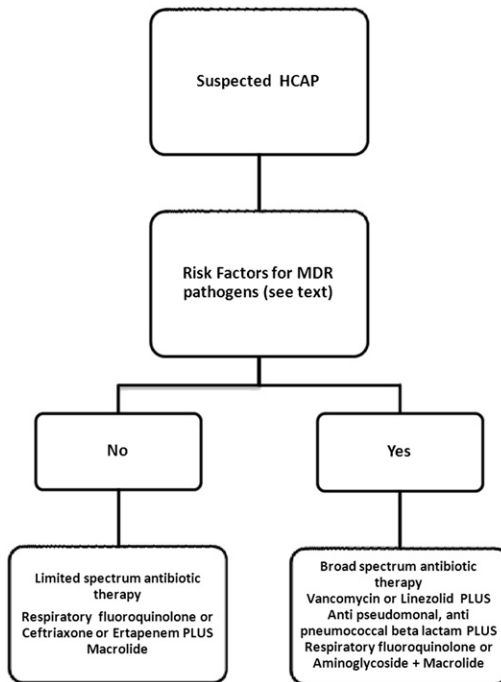 Suspected HCAP
Risk Factors for MDR
pathogens (see text)
No
Yes
Limited spectrum antibiotic
therapy
Respiratory fluoroquinolone or
Ceftriaxone or Ertapenem PLUS
Macrolide
Broad spectrum antibiotic
therapy
Vancomycin or Linezolid PLUS
Anti pseudomonal, anti
pneumococcal beta lactam PLUS
Respiratory fluoroquinolone or
Aminoglycoside + Macrolide